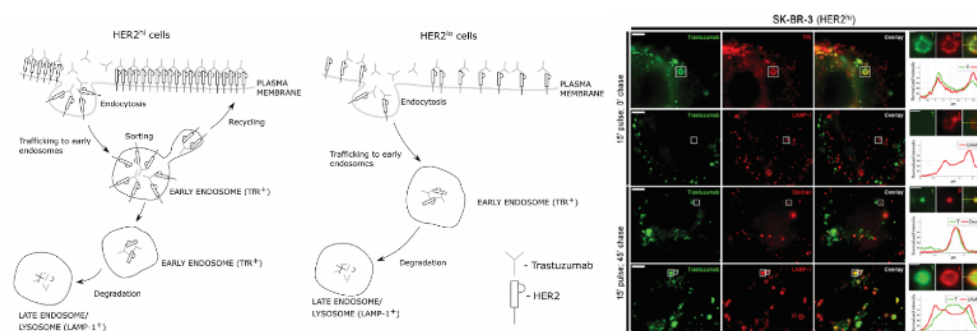 HER2hi cells
PLASMA
MEMBRANE
Endocytosis
Recycling
Trafficking to early
endosomes
Sorting
EARLY ENDOSOME (TfR+)
EARLY ENDOSOME (TfR+)
Degradation
LATE ENDOSOME/
LYSOSOME (LAMP-1+)
HER2lo cells
PLASMA
MEMBRANE
Endocytosis
Trafficking to early
endosomes
EARLY ENDOSOME (TfR+)
Degradation
LATE ENDOSOME/
LYSOSOME (LAMP-1+)
- Trastuzumab
- HER2
SK-BR-3 (HER2hi)
15' pulse, 0' chase
15' pulse, 45' chase
Trastuzumab
TfR
Overlay
Trastuzumab
LAMP-1
Overlay
Trastuzumab
Dextran
Overlay
Trastuzumab
LAMP-1
Overlay